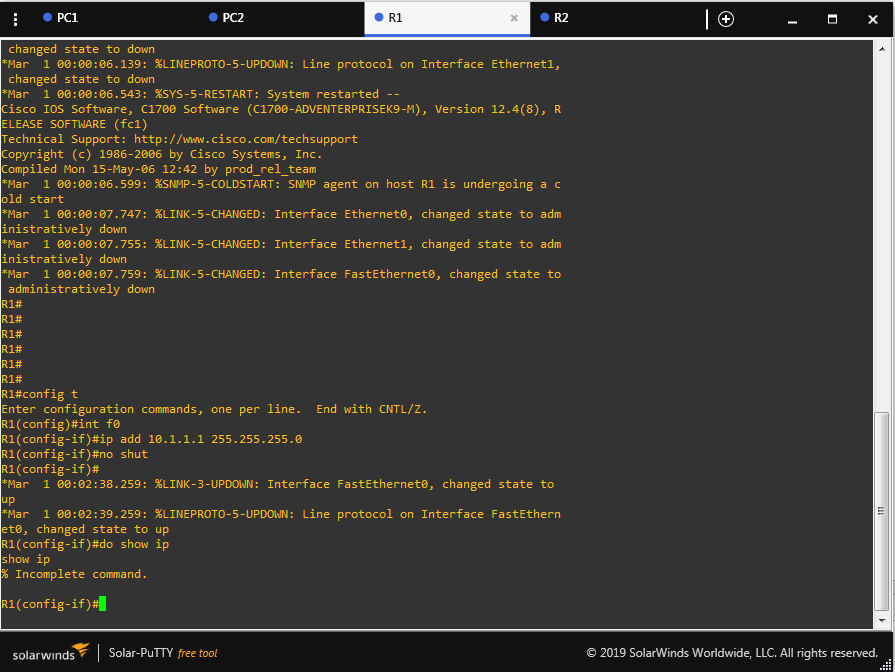 PC1
PC2
R1
R2
changed state to down
*Mar  1 00:00:06.139: %LINEPROTO-5-UPDOWN: Line protocol on Interface Ethernet1,
 changed state to down
*Mar  1 00:00:06.543: %SYS-5-RESTART: System restarted --
Cisco IOS Software, C1700 Software (C1700-ADVENTERPRISEK9-M), Version 12.4(8), R
ELEASE SOFTWARE (fc1)
Technical Support: http://www.cisco.com/techsupport
Copyright (c) 1986-2006 by Cisco Systems, Inc.
Compiled Mon 15-May-06 12:42 by prod_rel_team
*Mar  1 00:00:06.599: %SNMP-5-COLDSTART: SNMP agent on host R1 is undergoing a c
old start
*Mar  1 00:00:07.747: %LINK-5-CHANGED: Interface Ethernet0, changed state to adm
inistratively down
*Mar  1 00:00:07.755: %LINK-5-CHANGED: Interface Ethernet1, changed state to adm
inistratively down
*Mar  1 00:00:07.759: %LINK-5-CHANGED: Interface FastEthernet0, changed state to
 administratively down
R1#
R1#
R1#
R1#
R1#
R1#
R1#config t
Enter configuration commands, one per line.  End with CNTL/Z.
R1(config)#int f0
R1(config-if)#ip add 10.1.1.1 255.255.255.0
R1(config-if)#no shut
R1(config-if)#
*Mar  1 00:02:38.259: %LINK-3-UPDOWN: Interface FastEthernet0, changed state to
up
*Mar  1 00:02:39.259: %LINEPROTO-5-UPDOWN: Line protocol on Interface FastEthern
et0, changed state to up
R1(config-if)#do show ip
show ip
% Incomplete command.
R1(config-if)#
solarwinds
Solar-PuTTY free tool
© 2019 SolarWinds Worldwide, LLC. All rights reserved.